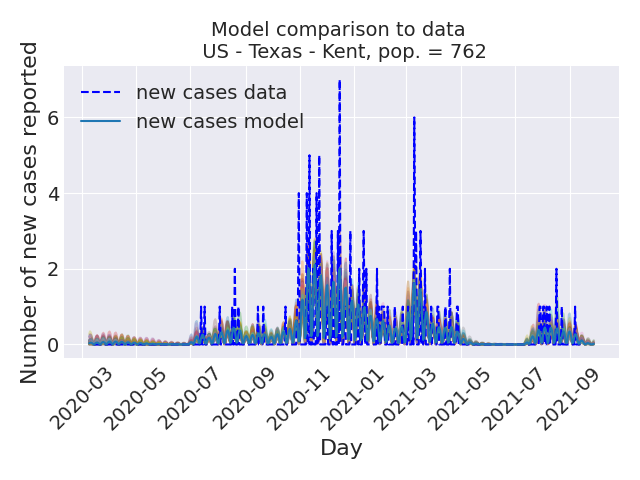 Model comparison to data
US - Texas - Kent, pop. = 762
Number of new cases reported
new cases data
new cases model
6
4
2
0
2020-03
2020-05
2020-07
2020-09
2020-11
2021-01
2021-03
2021-05
2021-07
2021-09
Day